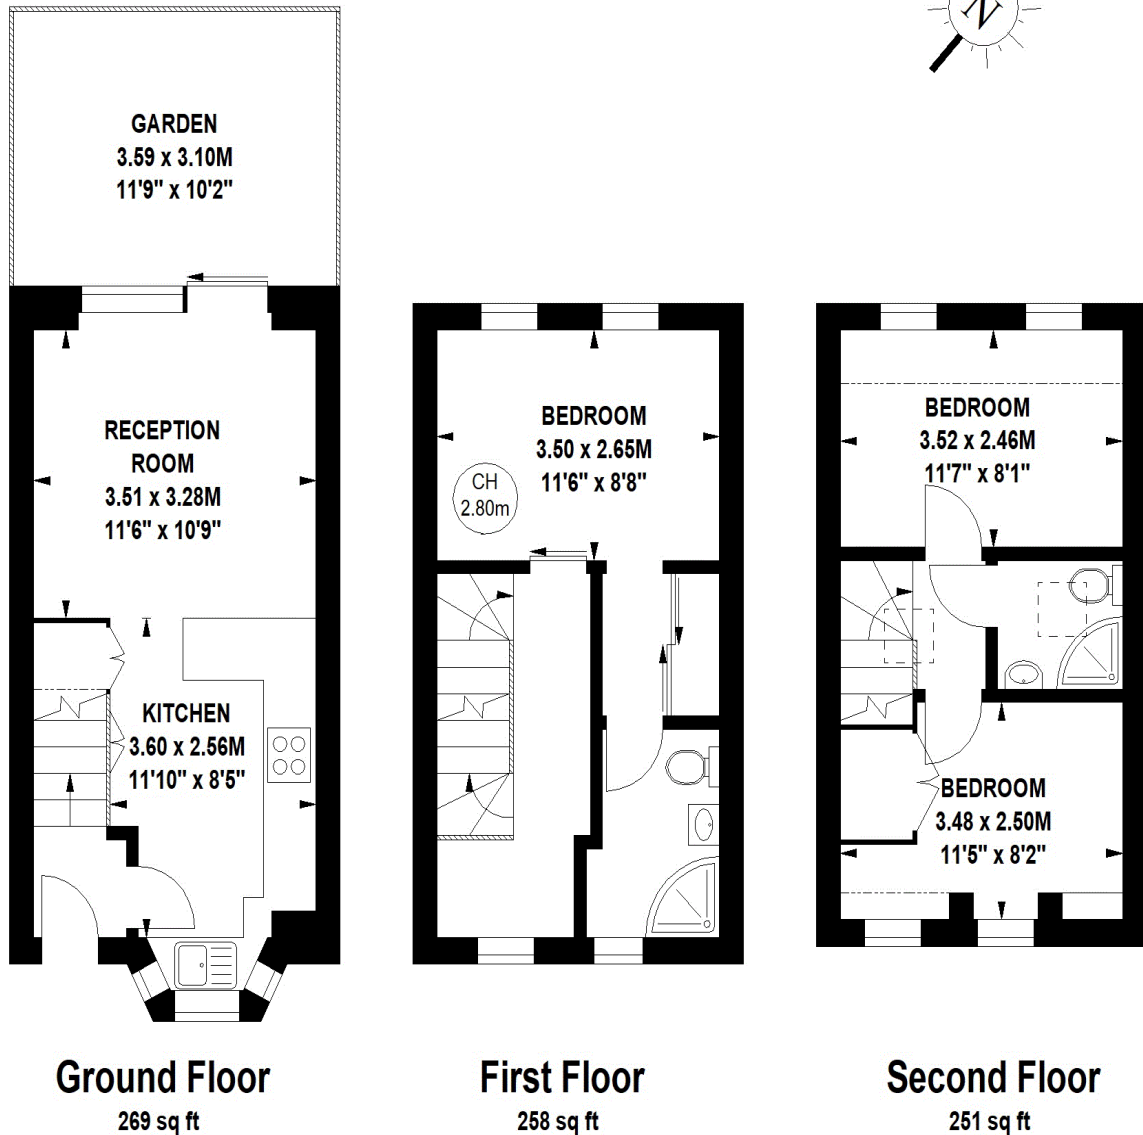 N
GARDEN
3.59 x 3.10M
11'9" x 10'2"
RECEPTION
ROOM
3.51 x 3.28M
11'6" x 10'9"
KITCHEN
3.60 x 2.56M
11'10" x 8'5"
Ground Floor
269 sq ft
BEDROOM
3.50 x 2.65M
11'6" x 8'8"
CH
2.80m
First Floor
258 sq ft
BEDROOM
3.52 x 2.46M
11'7" x 8'1"
BEDROOM
3.48 x 2.50M
11'5" x 8'2"
Second Floor
251 sq ft